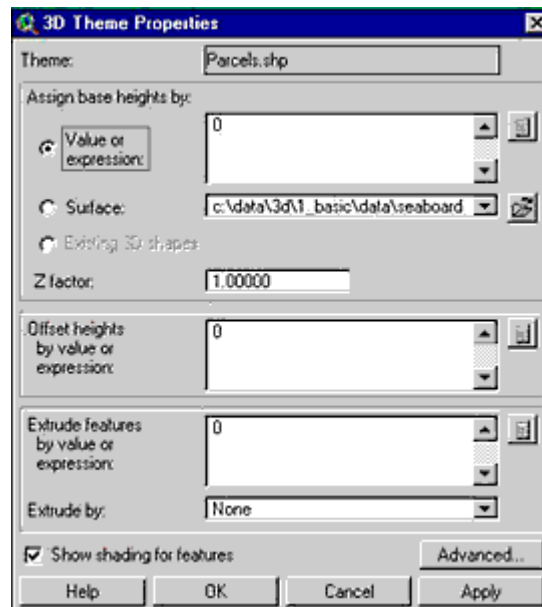 3D Theme Properties
Theme: Parcels.shp
Assign base heights by:
Value or expression: 0
Surface: c:\data\3d\1_basic\data\seaboard
Existing 3D shapes
Z factor: 1.00000
Offset heights by value or expression: 0
Extrude features by value or expression: 0
Extrude by: None
Show shading for features
Advanced...
Help OK Cancel Apply